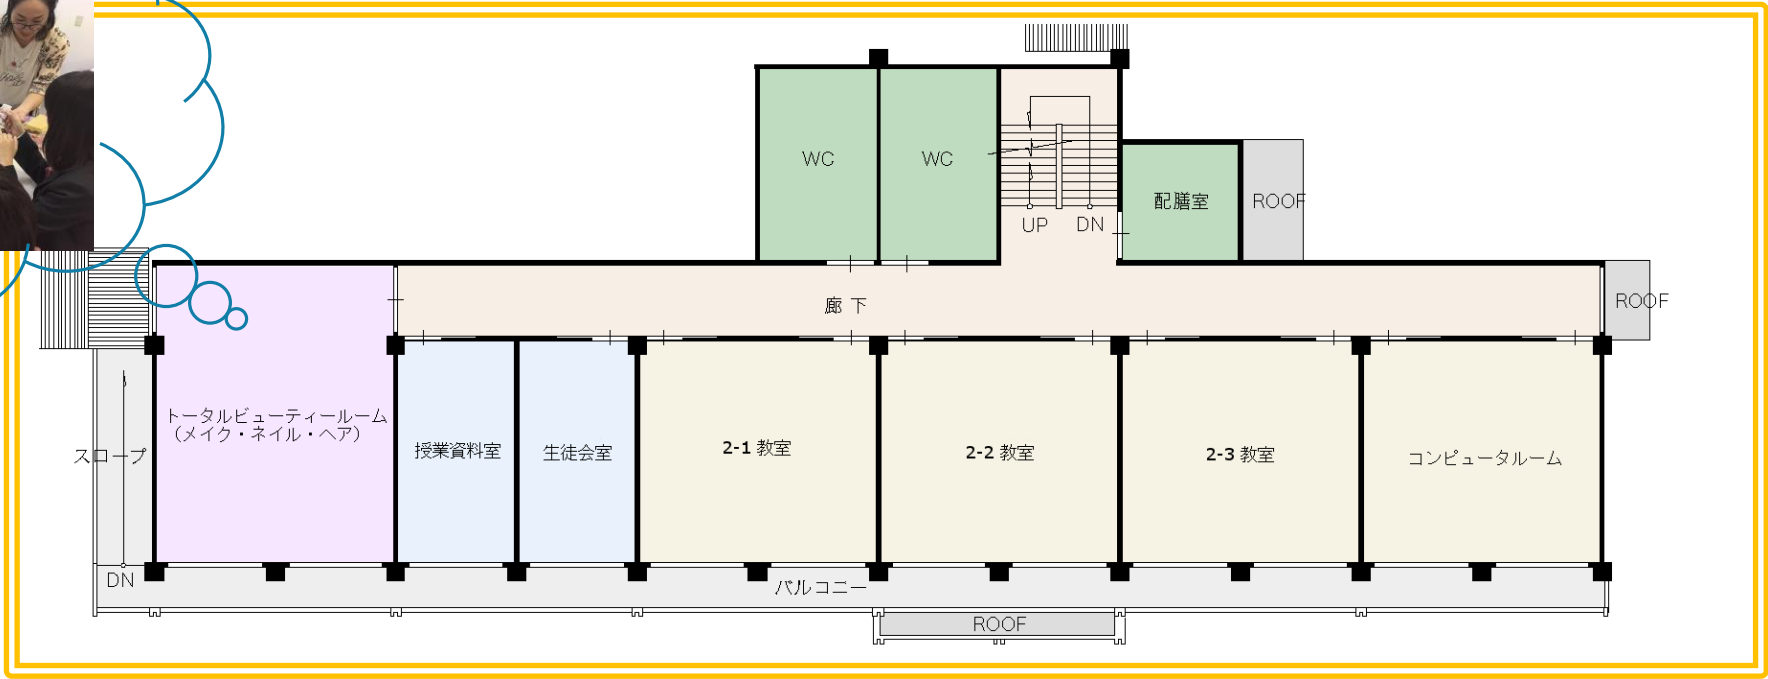 WC
WC
UP
DN
配膳室
ROOF
廊 下
ROOF
トータルビューティールーム
（メイク・ネイル・ヘア）
スロープ
授業資料室
生徒会室
2-1 教室
2-2 教室
2-3 教室
コンピュータルーム
DN
バルコニー
ROOF